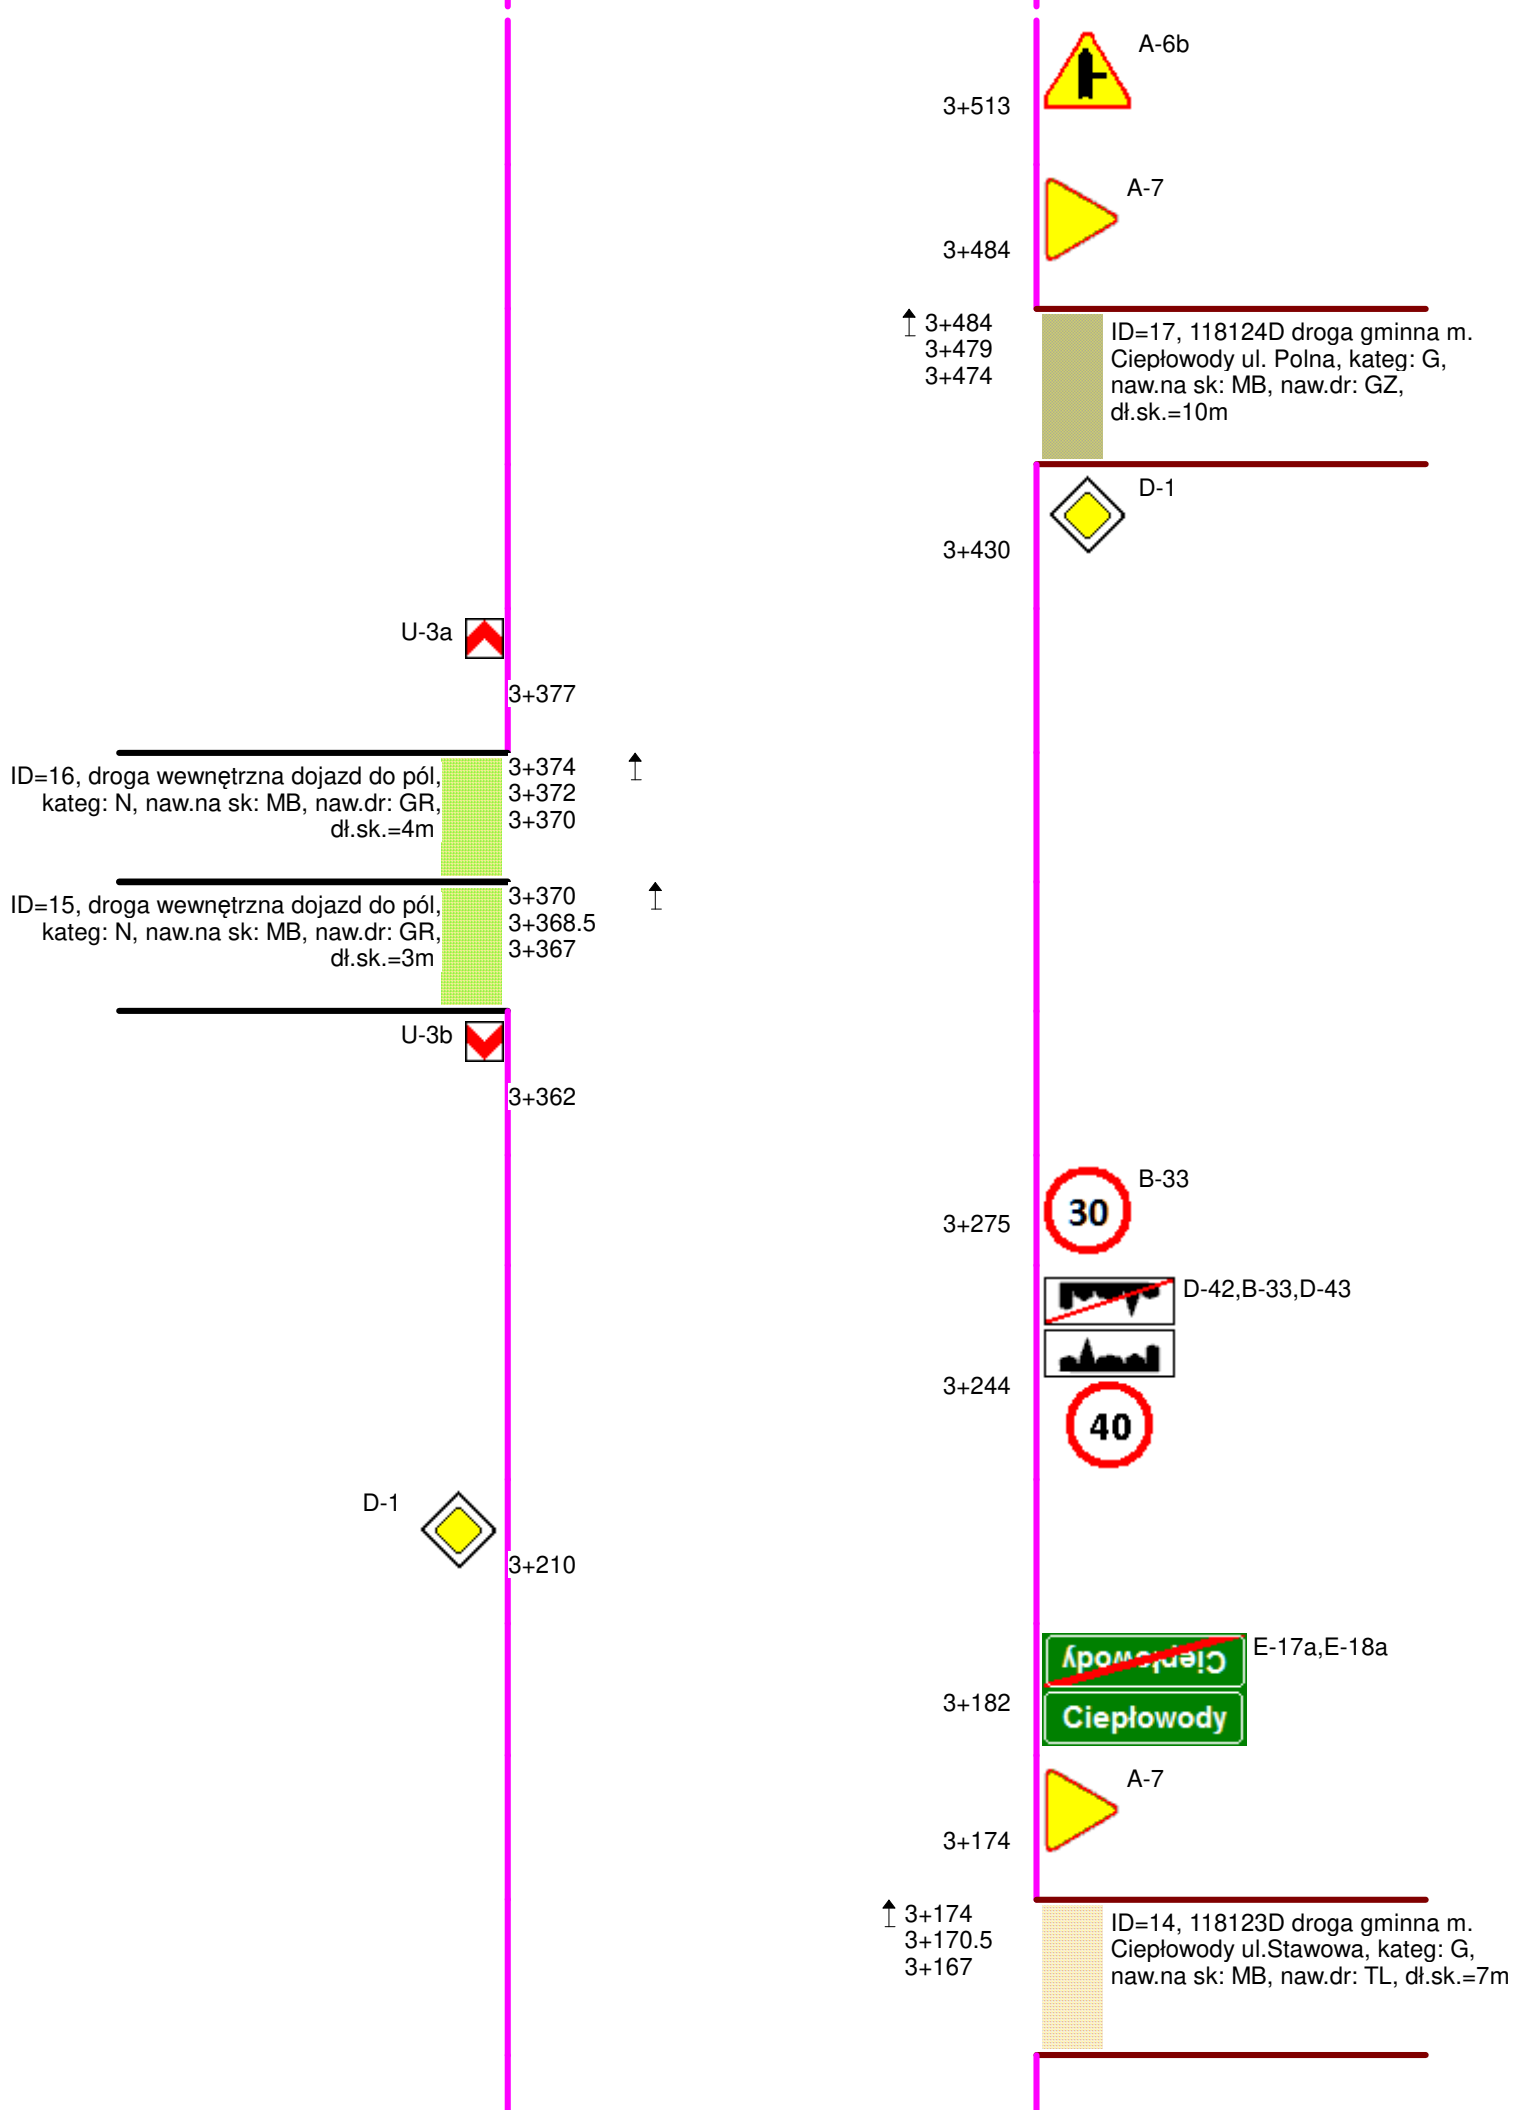 A-6b
3+513
A-7
3+484
3+484
3+479
3+474
ID=17, 118124D droga gminna m.
Ciepłowody ul. Polna, kateg: G,
naw.na sk: MB, naw.dr: GZ,
dł.sk.=10m
D-1
3+430
U-3a
3+377
ID=16, droga wewnętrzna dojazd do pól,
kateg: N, naw.na sk: MB, naw.dr: GR,
dł.sk.=4m
3+374
3+372
3+370
ID=15, droga wewnętrzna dojazd do pól,
kateg: N, naw.na sk: MB, naw.dr: GR,
dł.sk.=3m
3+370
3+368.5
3+367
U-3b
3+362
B-33
30
3+275
D-42,B-33,D-43
3+244
40
D-1
3+210
E-17a,E-18a
Ciepłowody
3+182
Ciepłowody
A-7
3+174
3+174
3+170.5
3+167
ID=14, 118123D droga gminna m.
Ciepłowody ul.Stawowa, kateg: G,
naw.na sk: MB, naw.dr: TL, dł.sk.=7m